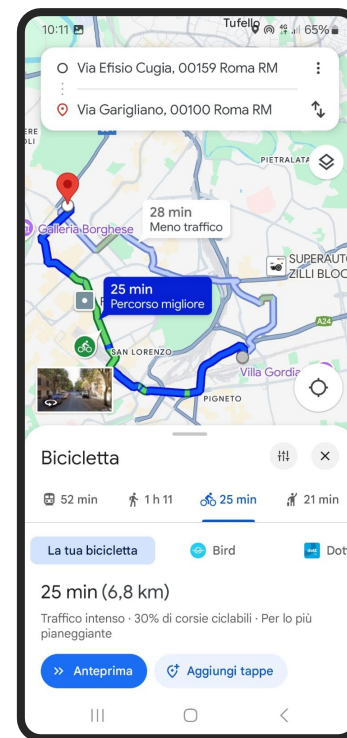 10:11
Tufello
4G
65%
Via Efisio Cugia, 00159 Roma RM
Via Garigliano, 00100 Roma RM
PIETRALATA
28 min
Meno traffico
Galleria Borghese
SUPERAUT
ZILLI BLOC
25 min
Percorso migliore
A24
SAN LORENZO
Villa Gordia
PIGNETO
Bicicletta
52 min
1 h 11
25 min
21 min
La tua bicicletta
Bird
dott
Dot
25 min (6,8 km)
Traffico intenso · 30% di corsie ciclabili · Per lo più
pianeggiante
Anteprima
Aggiungi tappe